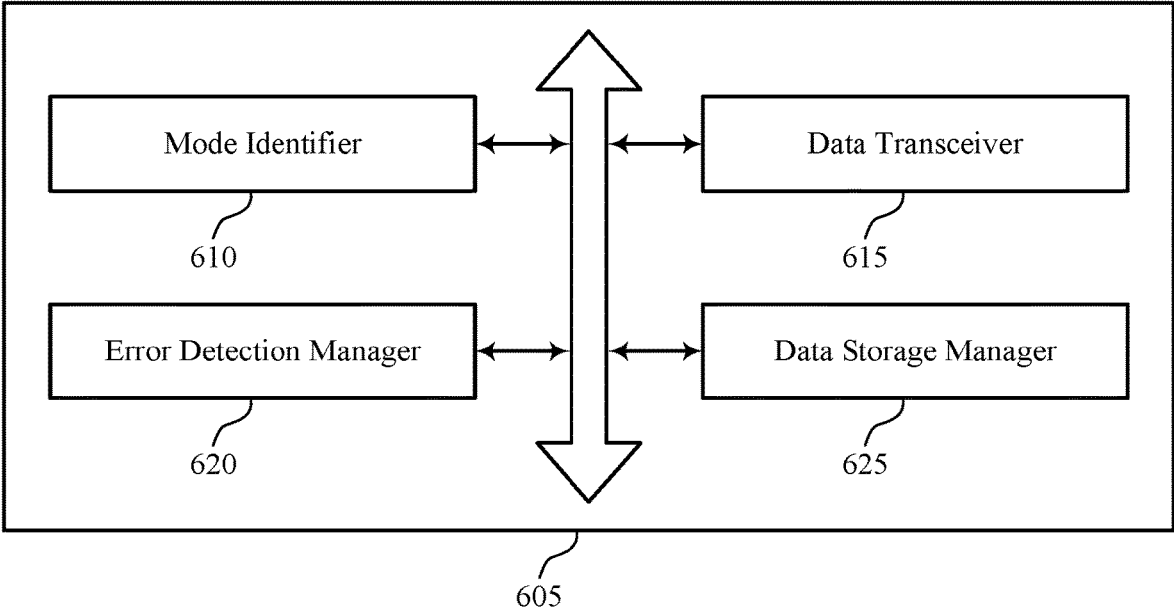 Mode Identifier
Data Transceiver
610
615
Error Detection Manager
Data Storage Manager
620
625
605